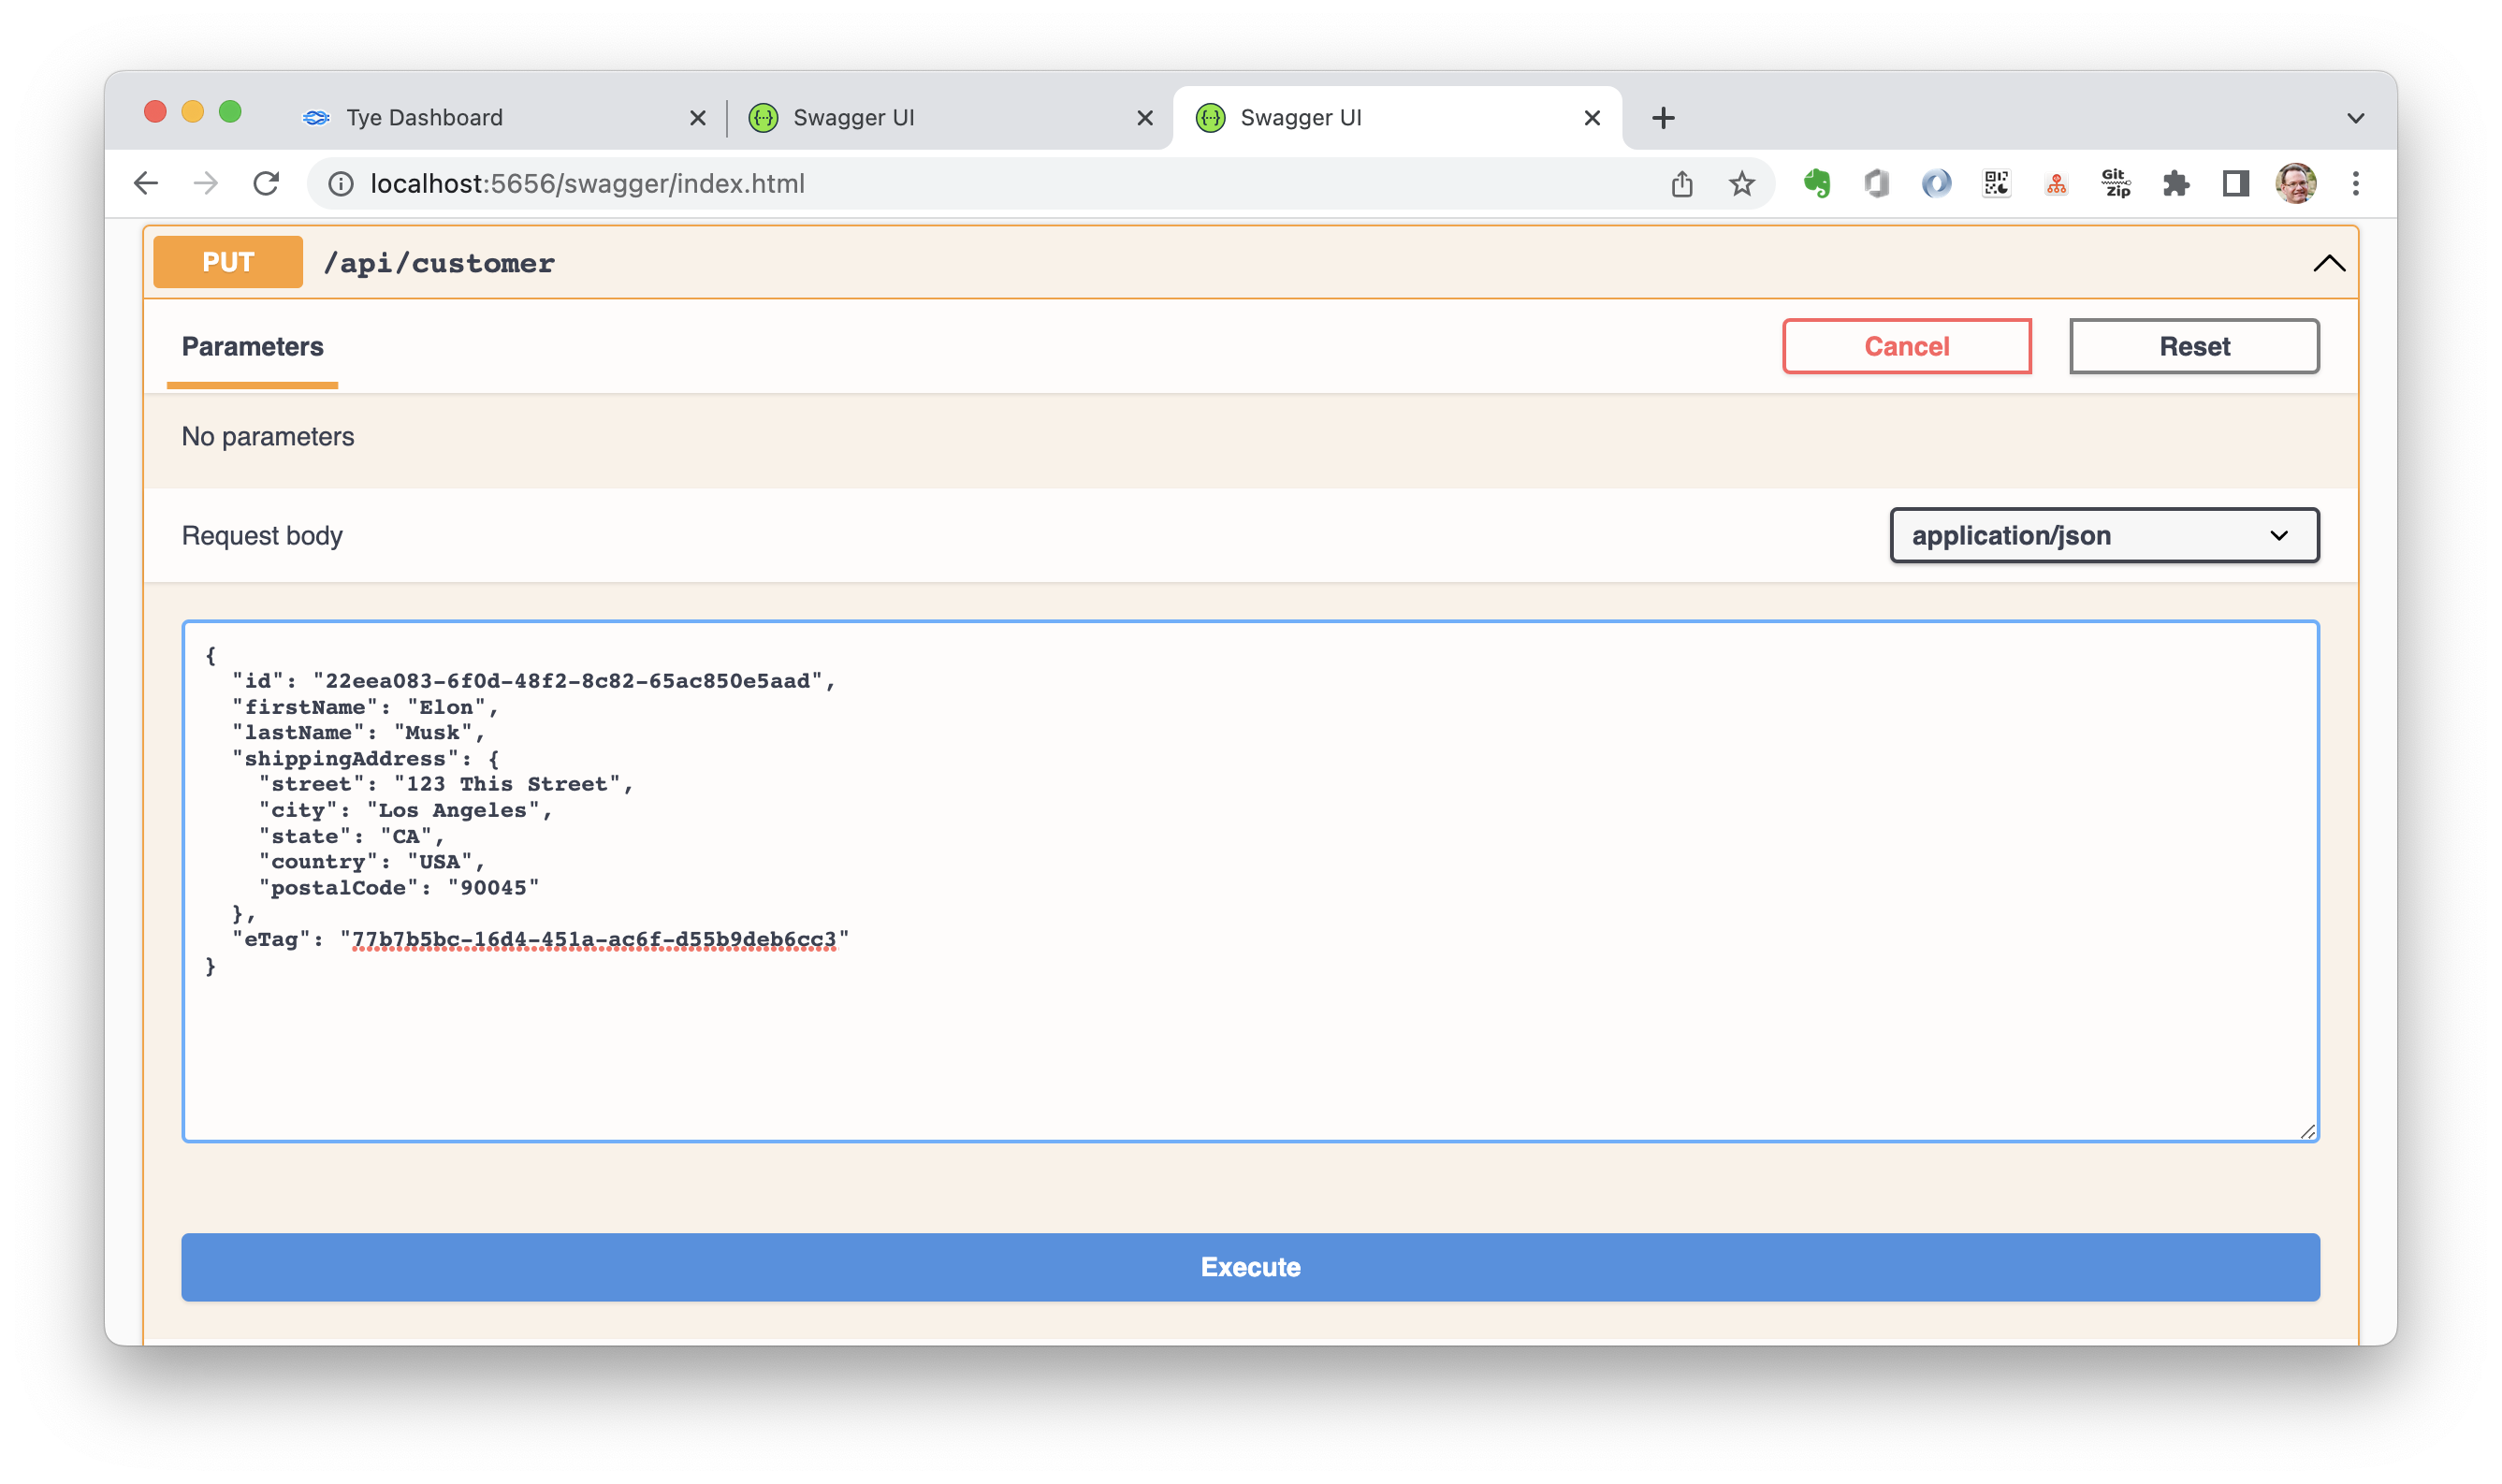 Tye Dashboard
Swagger UI
Swagger UI
localhost:5656/swagger/index.html
Git
Zip
PUT /api/customer
Parameters
Cancel
Reset
No parameters
Request body
application/json
{
  "id": "22eea083-6f0d-48f2-8c82-65ac850e5aad",
  "firstName": "Elon",
  "lastName": "Musk",
  "shippingAddress": {
    "street": "123 This Street",
    "city": "Los Angeles",
    "state": "CA",
    "country": "USA",
    "postalCode": "90045"
  },
  "eTag": "77b7b5bc-16d4-451a-ac6f-d55b9deb6cc3"
}
Execute